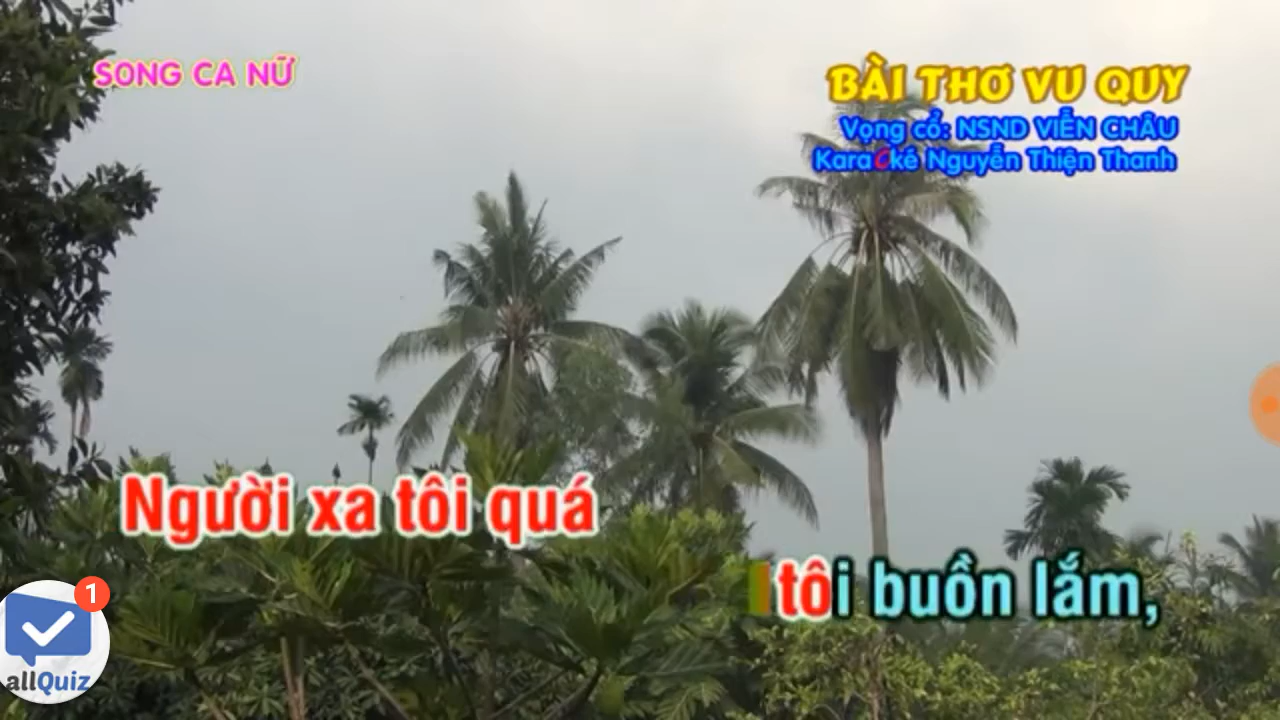 SONG CA NỮ
BÀI THƠ VU QUY
Vọng cổ: NSND VIỄN CHÂU
KaraOké Nguyễn Thiện Thanh
Người xa tôi quá
tôi buồn lắm,
1
allQuiz